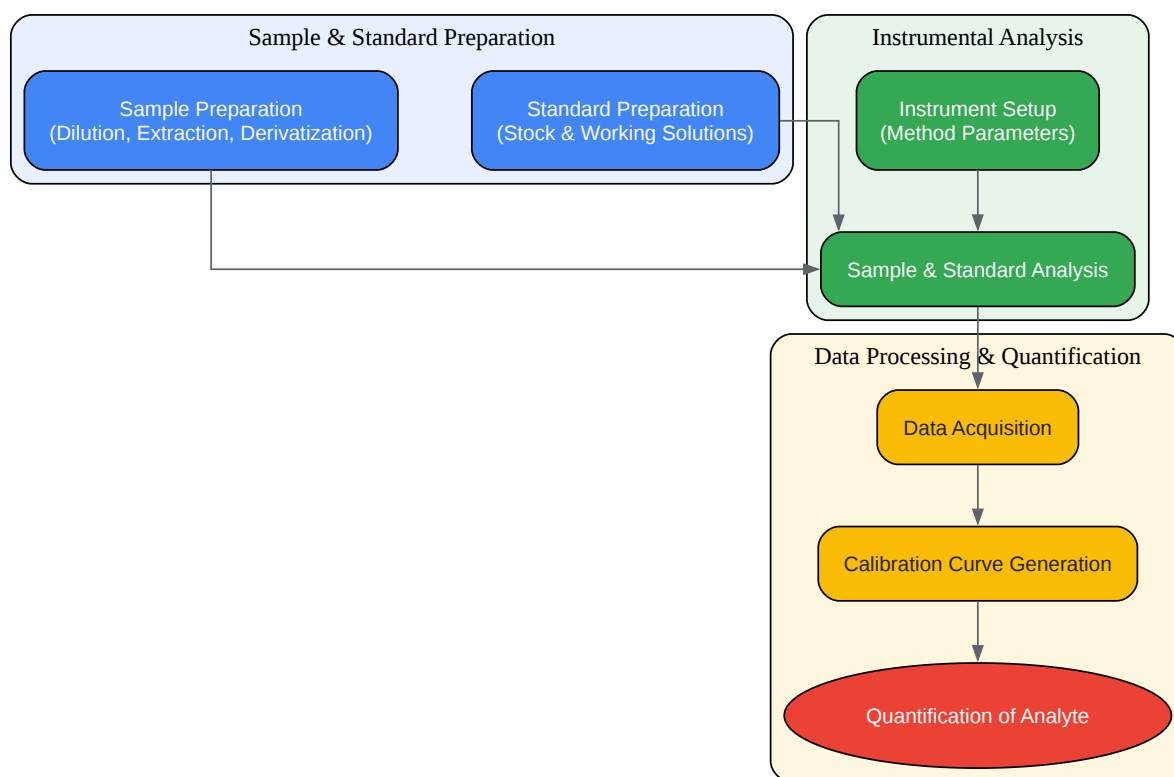 Sample & Standard Preparation
Sample Preparation
(Dilution, Extraction, Derivatization)
Standard Preparation
(Stock & Working Solutions)
Instrumental Analysis
Instrument Setup
(Method Parameters)
Sample & Standard Analysis
Data Processing & Quantification
Data Acquisition
Calibration Curve Generation
Quantification of Analyte